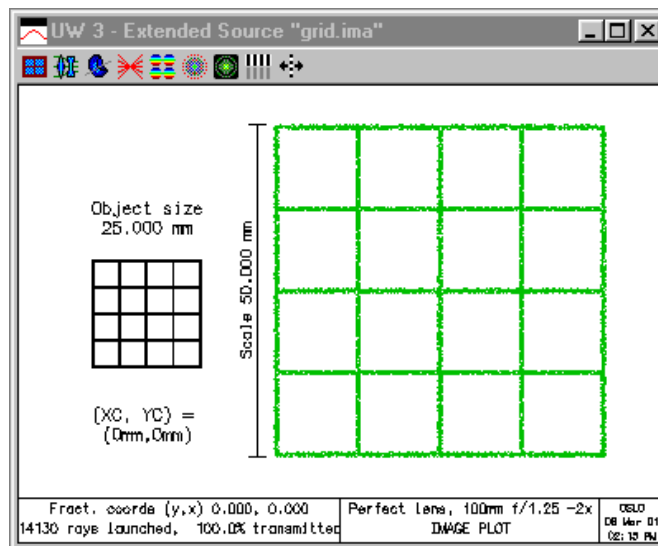 UW 3 - Extended Source "grid.ima"
Object size
25.000 mm
Scale 50.000 mm
(XC, YC) =
(0mm,0mm)
Fract. coords (y,x) 0.000, 0.000
14130 rays launched, 100.0% transmitted
Perfect lens, 100mm f/1.25 -2x
IMAGE PLOT
OSLO
08 Mar 01
02:15 PM